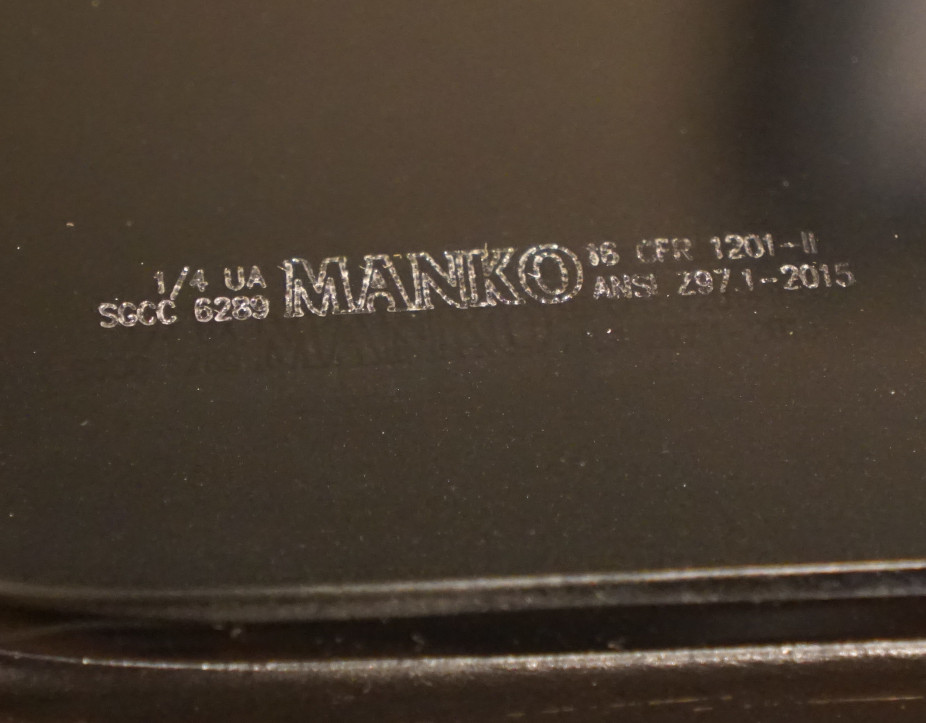 1/4 UA
SGCC 6289
MANKO
16 CFR 1201-II
ANSI Z97.1-2015